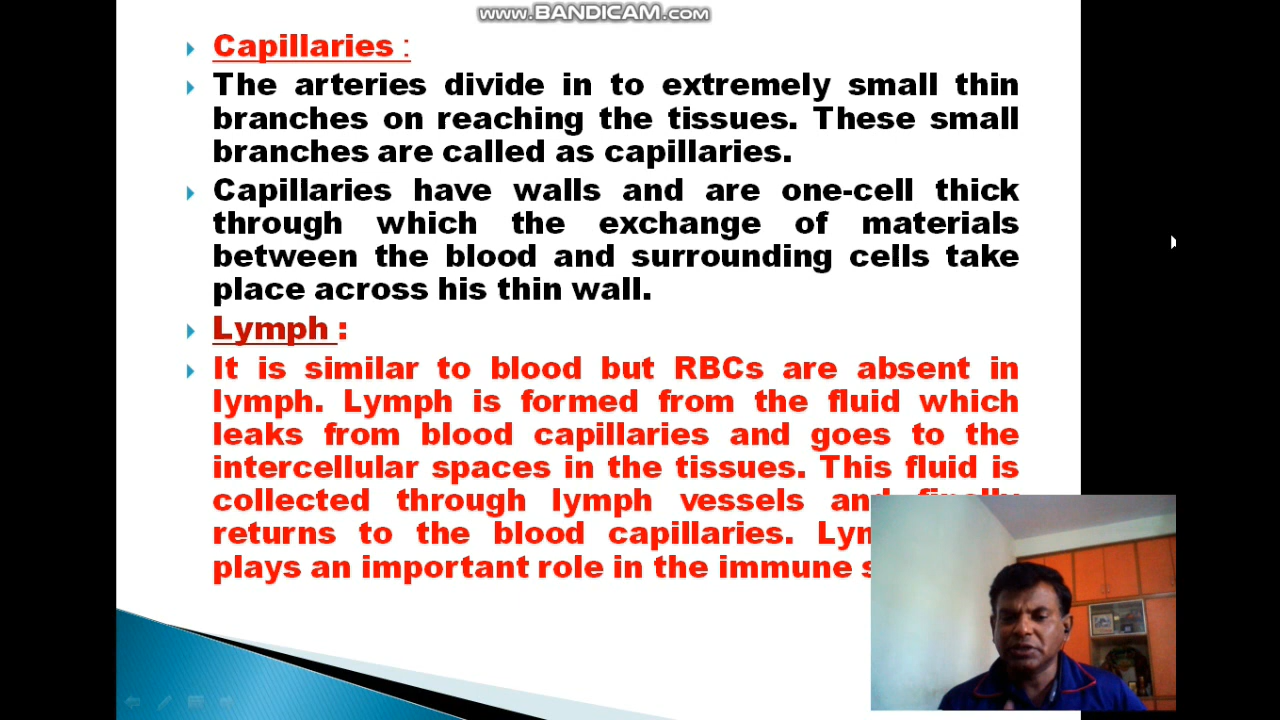 www.BANDICAM.com
Capillaries :
The arteries divide in to extremely small thin
branches on reaching the tissues. These small
branches are called as capillaries.
Capillaries have walls and are one-cell thick
through which the exchange of materials
between the blood and surrounding cells take
place across his thin wall.
Lymph :
It is similar to blood but RBCs are absent in
lymph. Lymph is formed from the fluid which
leaks from blood capillaries and goes to the
intercellular spaces in the tissues. This fluid is
collected through lymph vessels and finally
returns to the blood capillaries.
plays an important role in the immune